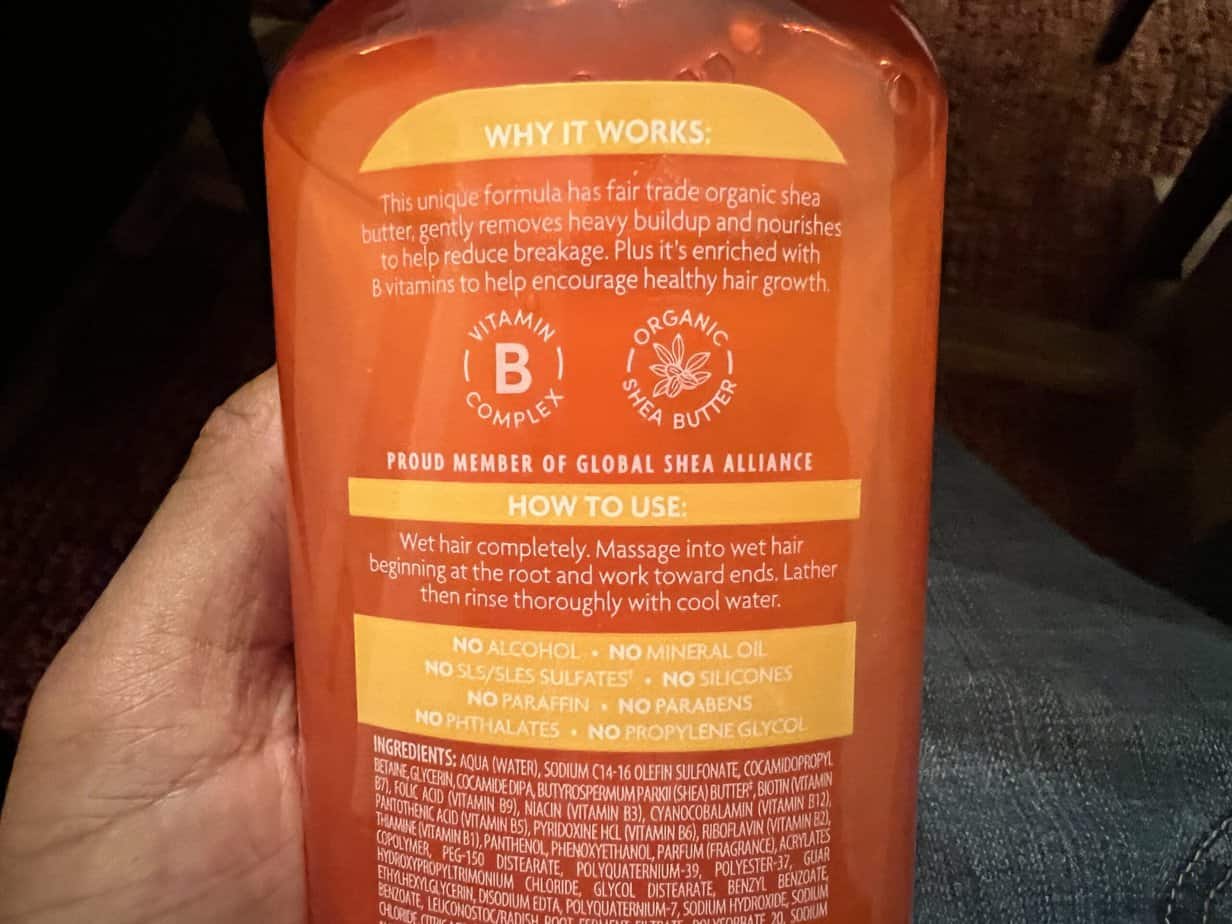 WHY IT WORKS:
This unique formula has fair trade organic shea
butter, gently removes heavy buildup and nourishes
to help reduce breakage. Plus it's enriched with
B vitamins to help encourage healthy hair growth.
VITAMIN
B
COMPLEX
ORGANIC
SHEA BUTTER
PROUD MEMBER OF GLOBAL SHEA ALLIANCE
HOW TO USE:
Wet hair completely. Massage into wet hair
beginning at the root and work toward ends. Lather
then rinse thoroughly with cool water.
NO ALCOHOL • NO MINERAL OIL
NO SLS/SLES SULFATES† • NO SILICONES
NO PARAFFIN • NO PARABENS
NO PHTHALATES • NO PROPYLENE GLYCOL
INGREDIENTS: AQUA (WATER), SODIUM C14-16 OLEFIN SULFONATE, COCAMIDOPROPYL
BETAINE, GLYCERIN, COCAMIDE DIPA, BUTYROSPERMUM PARKII (SHEA) BUTTER‡, BIOTIN (VITAMIN
B7), FOLIC ACID (VITAMIN B9), NIACIN (VITAMIN B3), CYANOCOBALAMIN (VITAMIN B12),
PANTOTHENIC ACID (VITAMIN B5), PYRIDOXINE HCL (VITAMIN B6), RIBOFLAVIN (VITAMIN B2),
THIAMINE (VITAMIN B1), PANTHENOL, PHENOXYETHANOL, PARFUM (FRAGRANCE), ACRYLATES
COPOLYMER, PEG-150 DISTEARATE, POLYQUATERNIUM-39, POLYESTER-37, GUAR
HYDROXYPROPYLTRIMONIUM CHLORIDE, GLYCOL DISTEARATE, BENZYL BENZOATE,
ETHYLHEXYLGLYCERIN, DISODIUM EDTA, POLYQUATERNIUM-7, SODIUM HYDROXIDE, SODIUM
BENZOATE, LEUCONOSTOC/RADISH ROOT FERMENT FILTRATE, POLYSORBATE 20, SODIUM